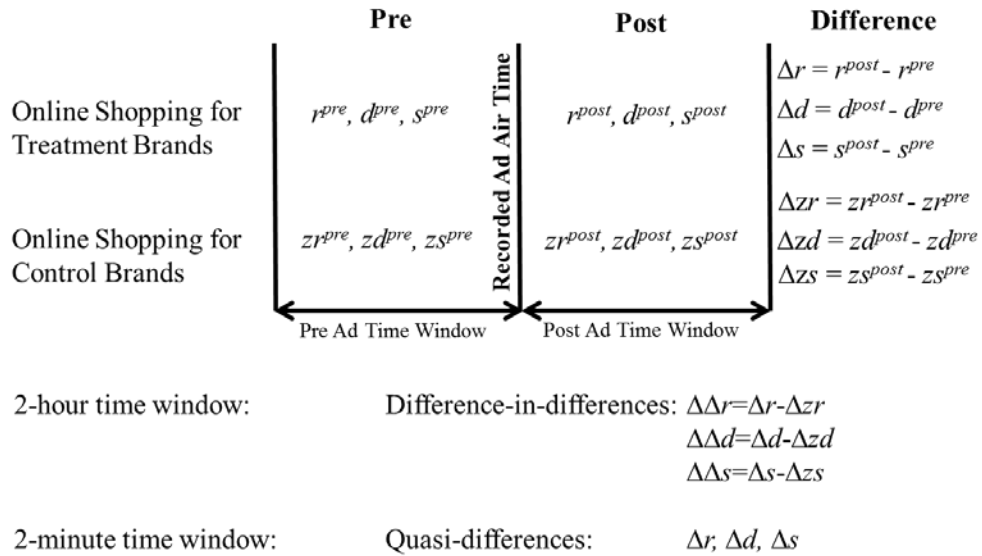 Pre Post Difference
Online Shopping for
Treatment Brands
r^pre, d^pre, s^pre
Recorded Ad Air Time
r^post, d^post, s^post
Δr = r^post - r^pre
Δd = d^post - d^pre
Δs = s^post - s^pre
Online Shopping for
Control Brands
zr^pre, zd^pre, zs^pre
zr^post, zd^post, zs^post
Δzr = zr^post - zr^pre
Δzd = zd^post - zd^pre
Δzs = zs^post - zs^pre
Pre Ad Time Window
Post Ad Time Window
2-hour time window: Difference-in-differences: ΔΔr=Δr-Δzr
ΔΔd=Δd-Δzd
ΔΔs=Δs-Δzs
2-minute time window: Quasi-differences: Δr, Δd, Δs